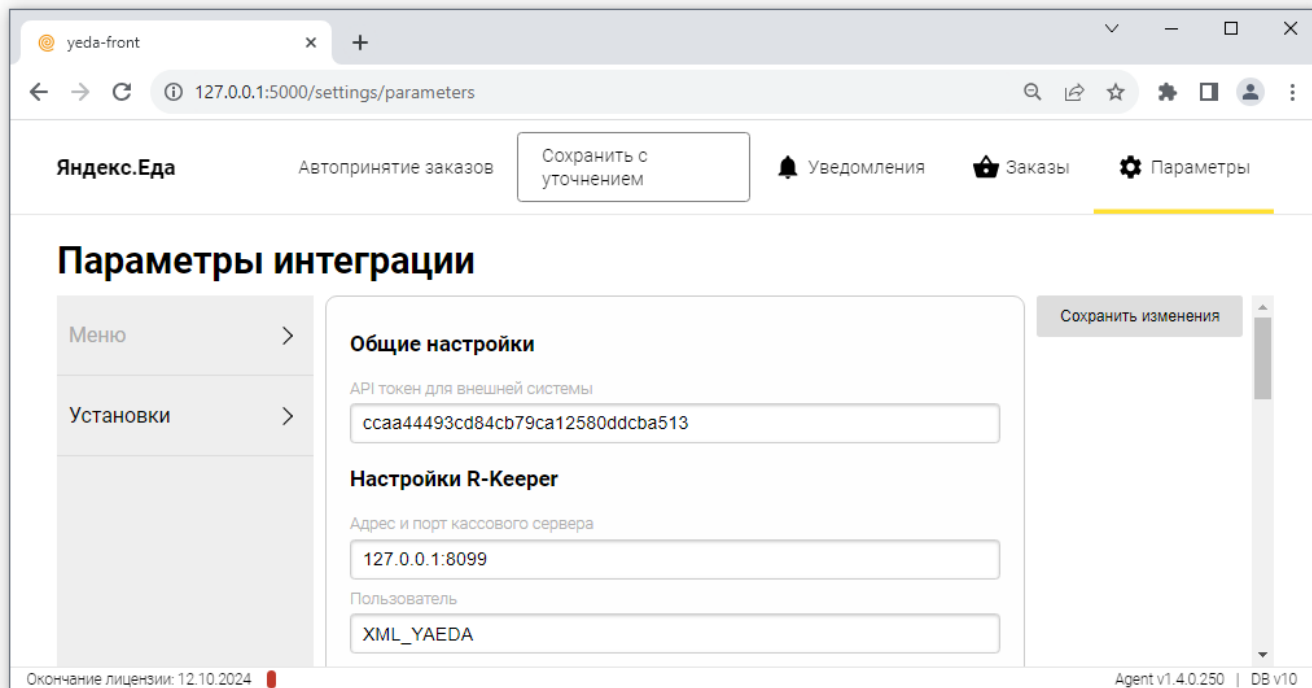 yeda-front
127.0.0.1:5000/settings/parameters
Яндекс.Еда
Автопринятие заказов
Сохранить с
уточнением
Уведомления
Заказы
Параметры
Параметры интеграции
Меню
Установки
Общие настройки
API токен для внешней системы
ccaa44493cd84cb79ca12580ddcba513
Настройки R-Keeper
Адрес и порт кассового сервера
127.0.0.1:8099
Пользователь
XML_YAEDA
Сохранить изменения
Окончание лицензии: 12.10.2024
Agent v1.4.0.250 | DB v10